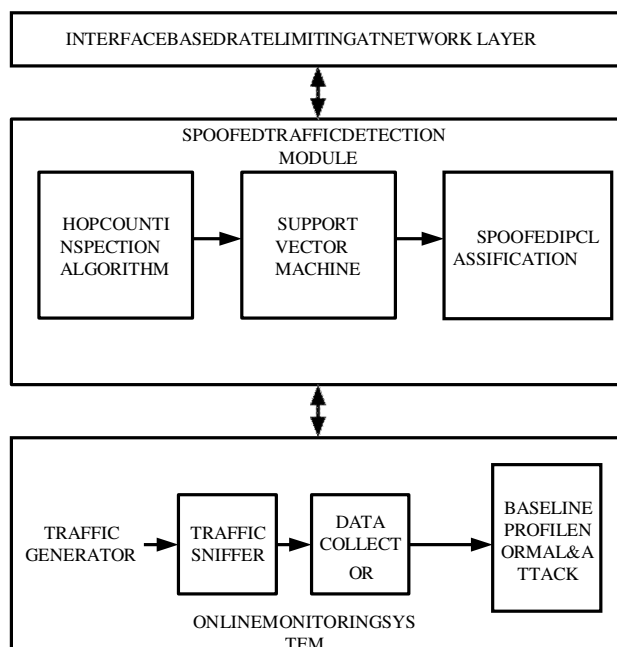 INTERFACEBASEDRATELIMITINGATNETWORK LAYER
SPOOFEDTRAFFICDETECTION
MODULE
HOPCOUNTI
NSPECTION
ALGORITHM
SUPPORT
VECTOR
MACHINE
SPOOFEDIPCL
ASSIFICATION
TRAFFIC
GENERATOR
TRAFFIC
SNIFFER
DATA
COLLECT
OR
BASELINE
PROFILEN
ORMAL&A
TTACK
ONLINEMONITORINGSYS
TEM